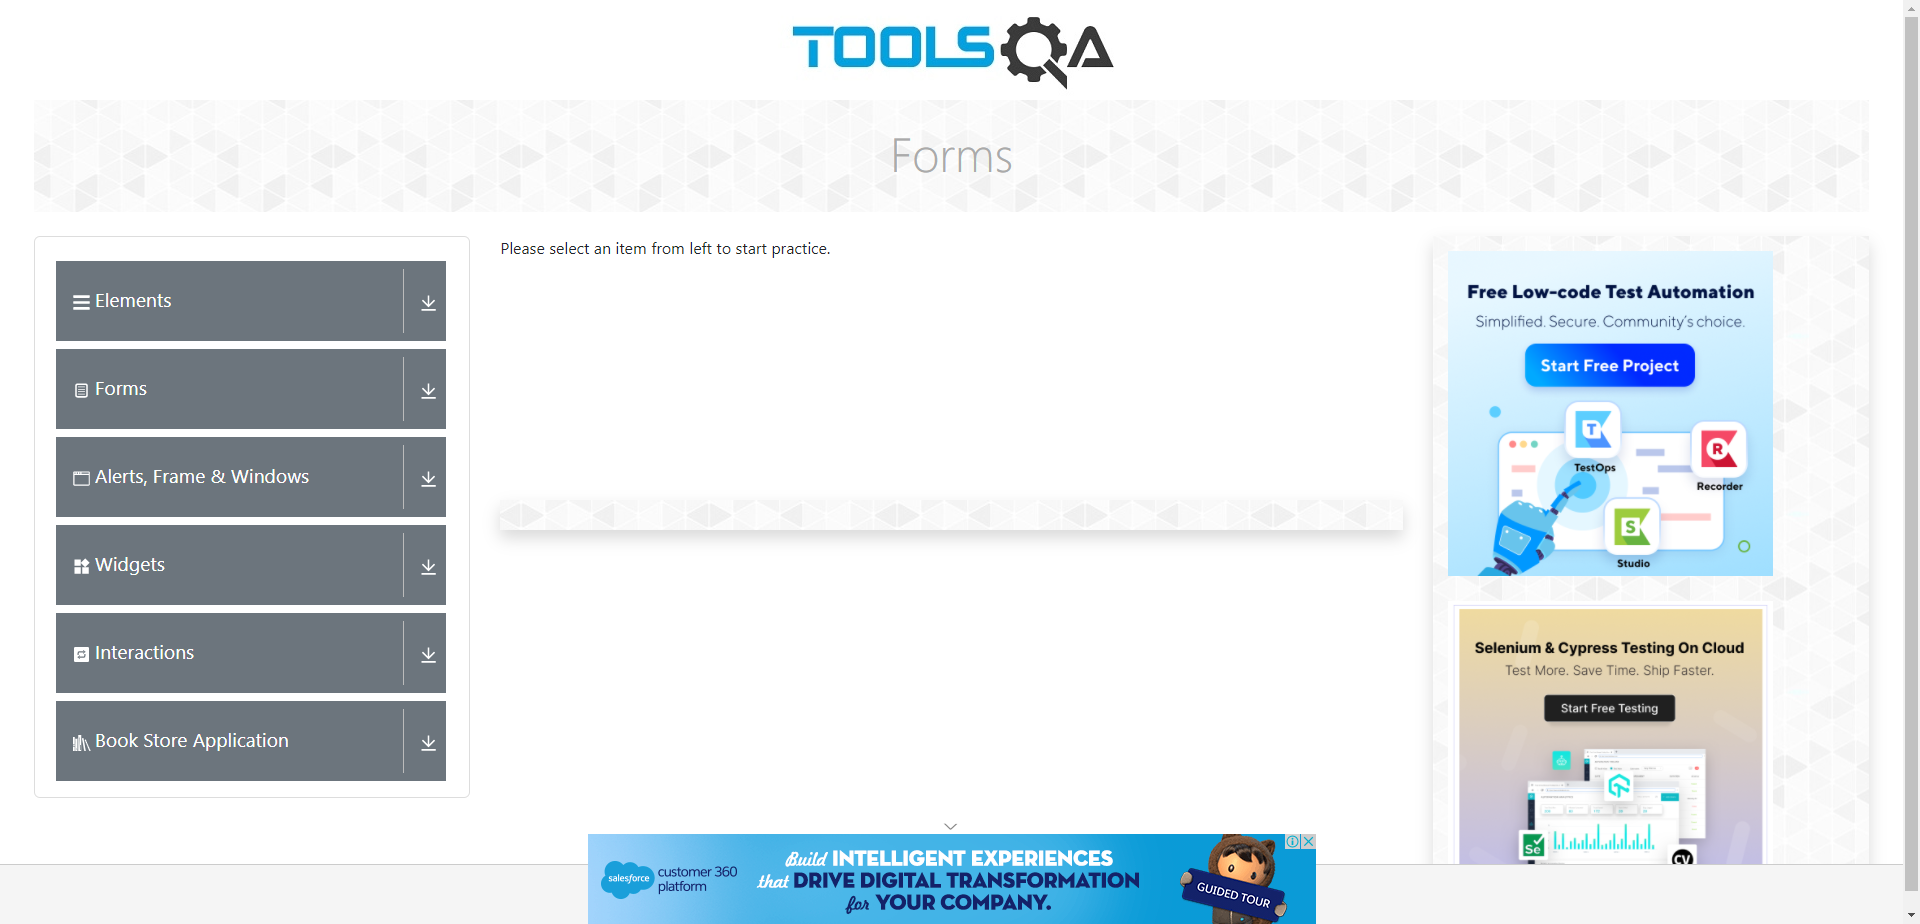 TOOLSQA
Forms
Elements
Forms
Alerts, Frame & Windows
Widgets
Interactions
Book Store Application
Please select an item from left to start practice.
Free Low-code Test Automation
Simplified. Secure. Community's choice.
Start Free Project
T
TestOps
R
Recorder
S
Studio
Selenium & Cypress Testing On Cloud
Test More. Save Time. Ship Faster.
Start Free Testing
Se
CY
salesforce
customer 360
platform
Build INTELLIGENT EXPERIENCES
that DRIVE DIGITAL TRANSFORMATION
for YOUR COMPANY.
GUIDED TOUR